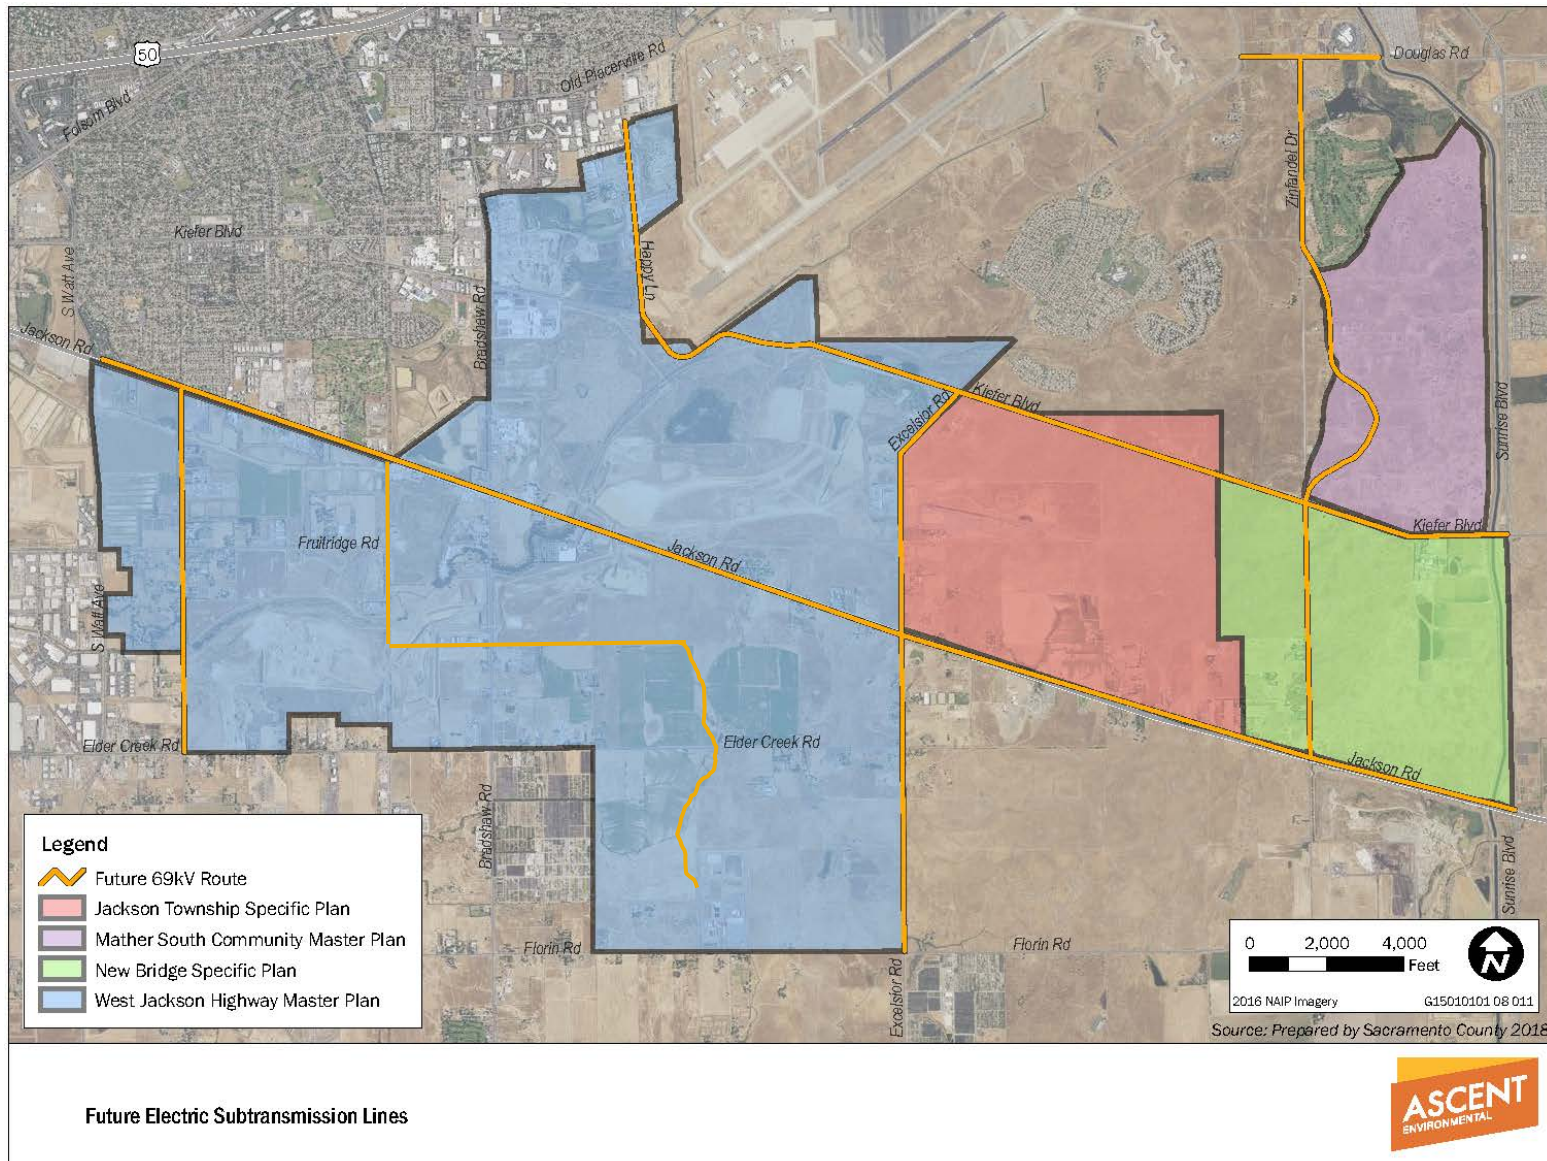 50
Folsom Blvd
Old Placerville Rd
Douglas Rd
Zinfandel Dr
Kiefer Blvd
S Watt Ave
Happy Ln
Bradshaw Rd
Jackson Rd
Sunrise Blvd
Excelsior Rd
Kiefer Blvd
Kiefer Blvd
Fruitridge Rd
Jackson Rd
S Watt Ave
Elder Creek Rd
Elder Creek Rd
Jackson Rd
Bradshaw Rd
Sunrise Blvd
Florin Rd
Florin Rd
Excelsior Rd
Legend
Future 69kV Route
Jackson Township Specific Plan
Mather South Community Master Plan
New Bridge Specific Plan
West Jackson Highway Master Plan
0 2,000 4,000
Feet
N
2016 NAIP Imagery G15010101 08 011
Source: Prepared by Sacramento County 2018
Future Electric Subtransmission Lines
ASCENT
ENVIRONMENTAL